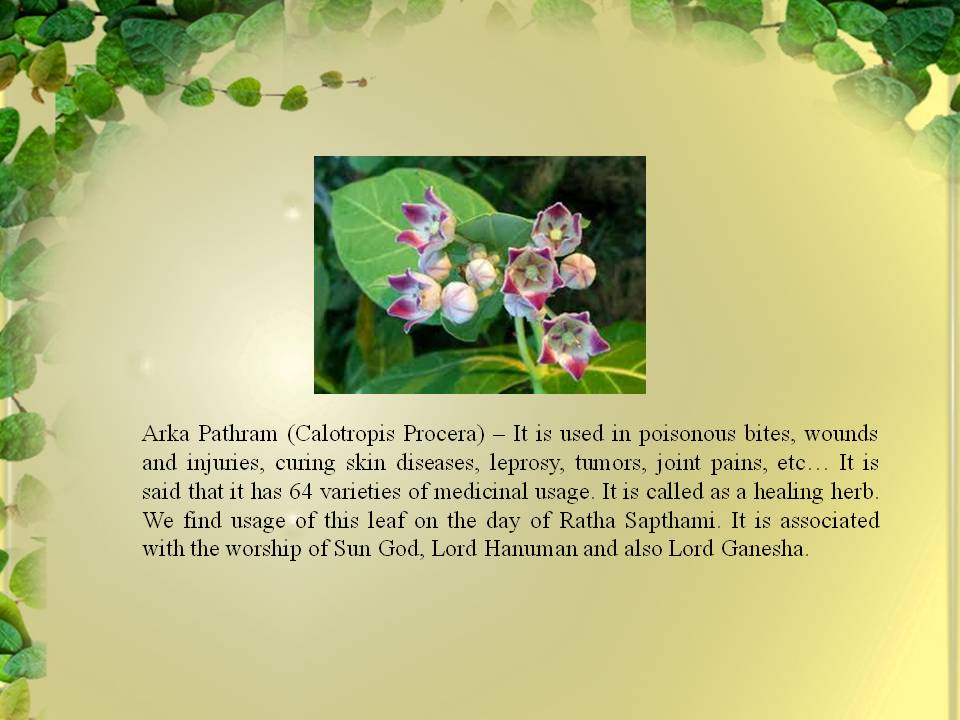 Arka Pathram (Calotropis Procera) – It is used in poisonous bites, wounds
and injuries, curing skin diseases, leprosy, tumors, joint pains, etc… It is
said that it has 64 varieties of medicinal usage. It is called as a healing herb.
We find usage of this leaf on the day of Ratha Sapthami. It is associated
with the worship of Sun God, Lord Hanuman and also Lord Ganesha.